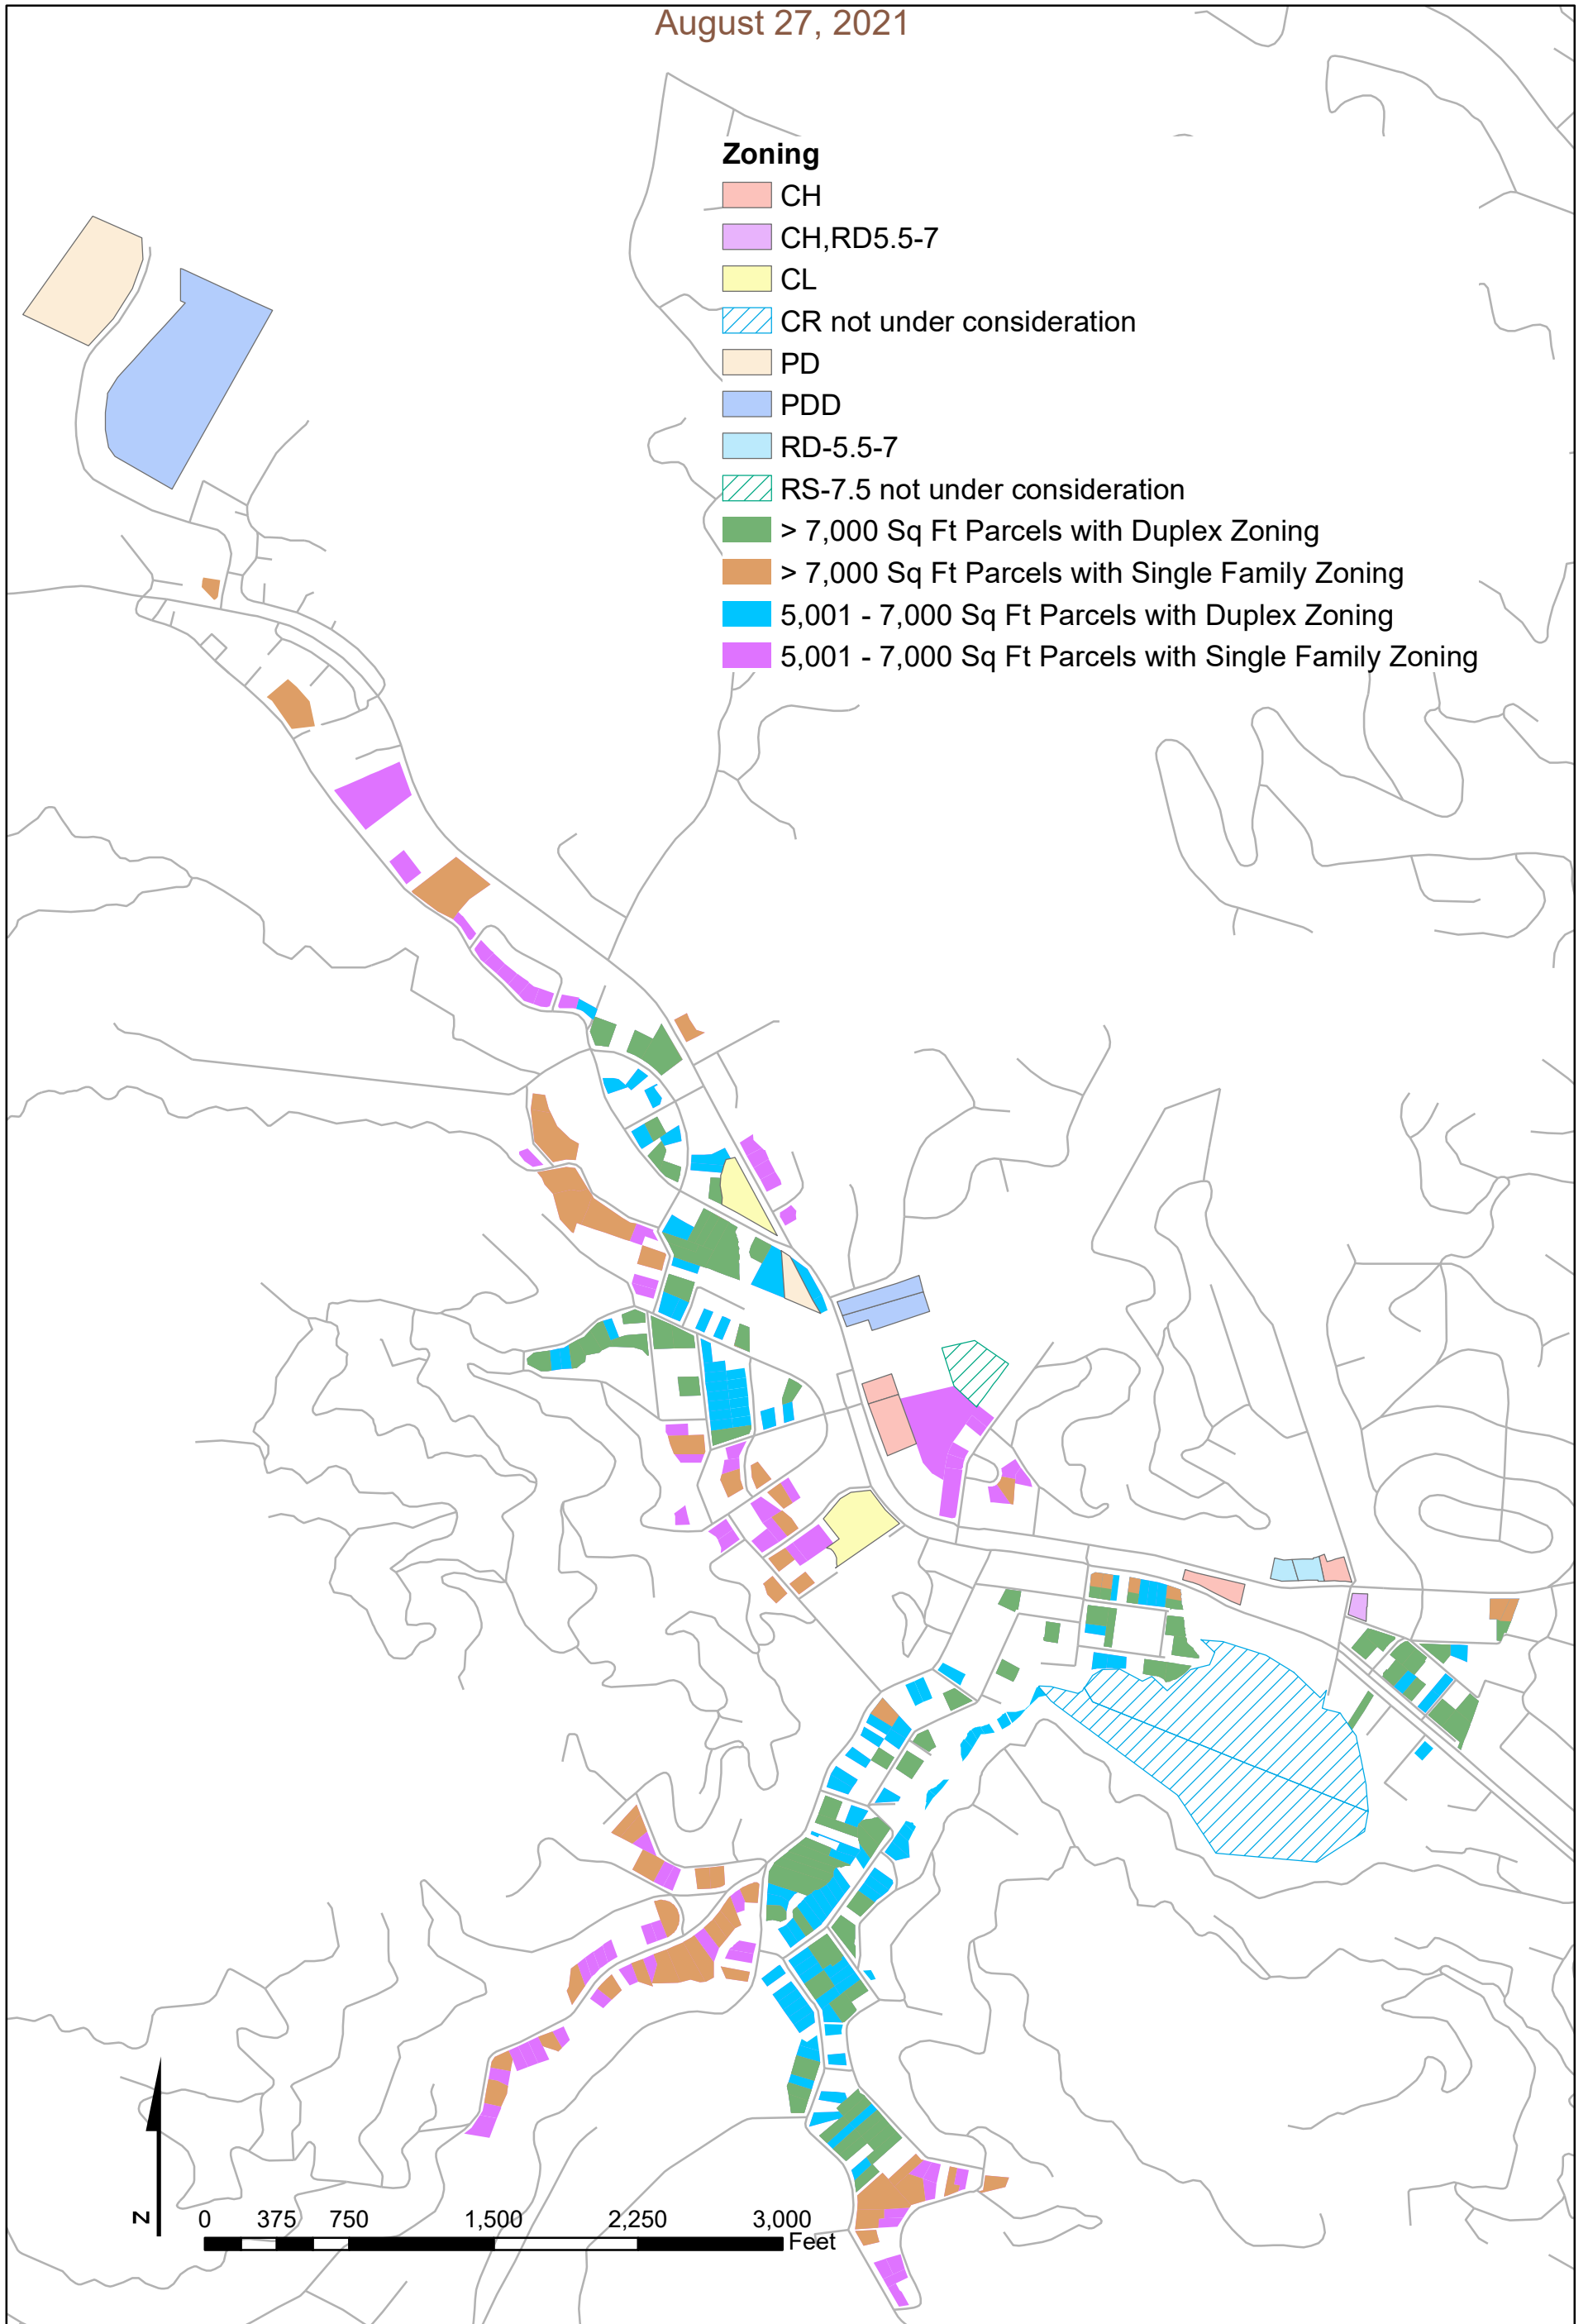 August 27, 2021
Zoning
CH
CH,RD5.5-7
CL
CR not under consideration
PD
PDD
RD-5.5-7
RS-7.5 not under consideration
> 7,000 Sq Ft Parcels with Duplex Zoning
> 7,000 Sq Ft Parcels with Single Family Zoning
5,001 - 7,000 Sq Ft Parcels with Duplex Zoning
5,001 - 7,000 Sq Ft Parcels with Single Family Zoning
N
0 375 750 1,500 2,250 3,000
Feet